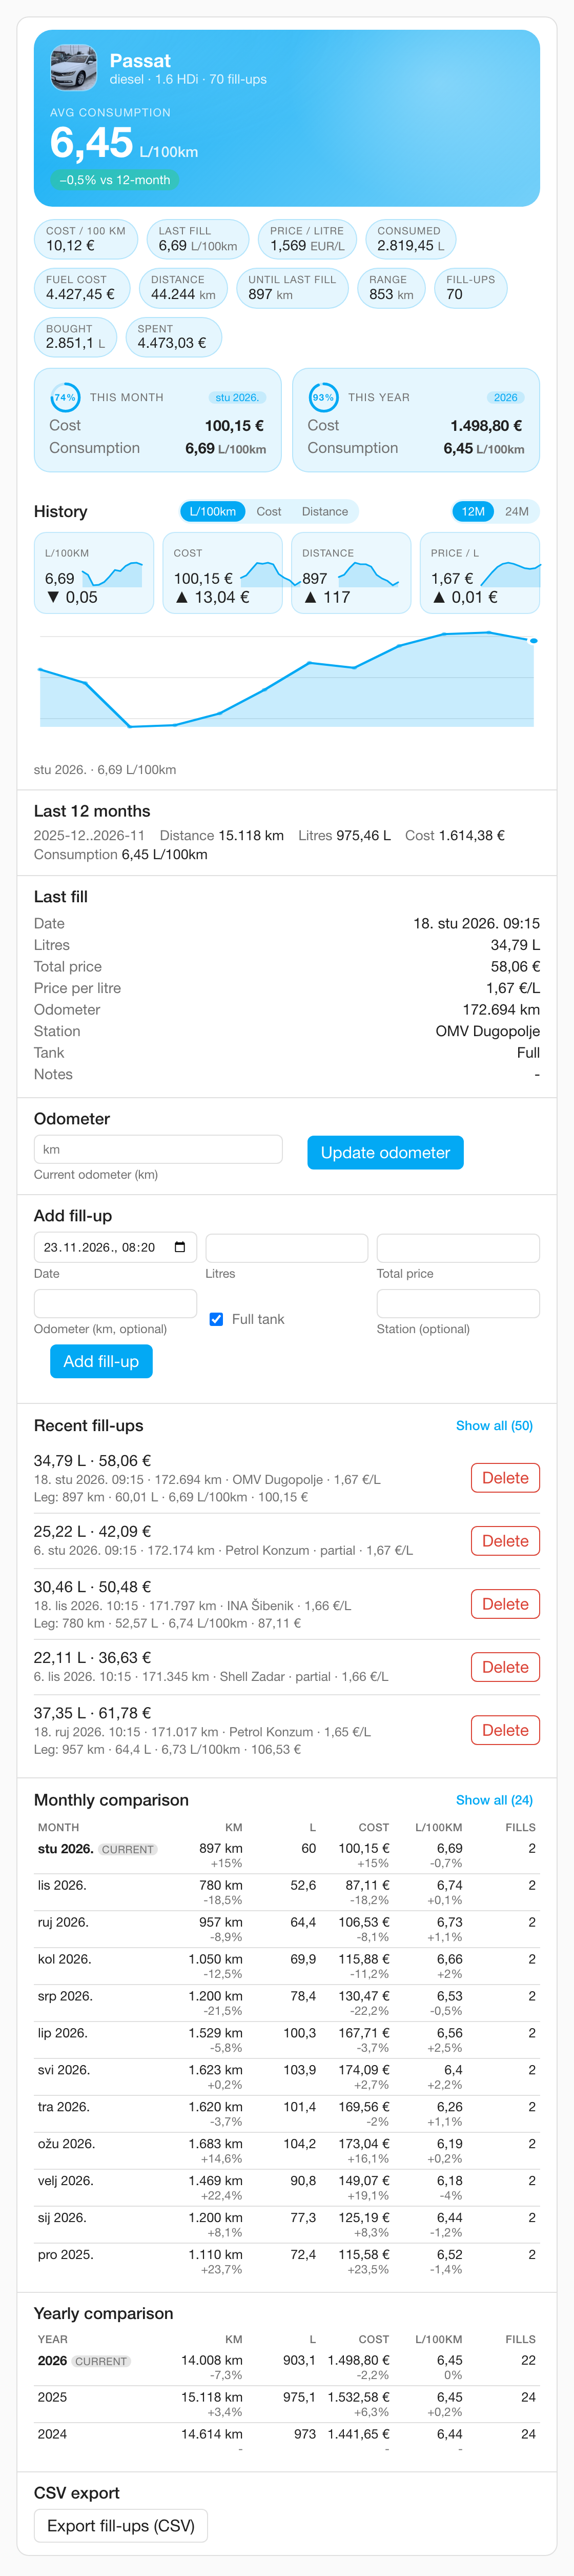 Passat
diesel · 1.6 HDi · 70 fill-ups
AVG CONSUMPTION
6,45 L/100km
−0,5% vs 12-month
COST / 100 KM
10,12 €
LAST FILL
6,69 L/100km
PRICE / LITRE
1,569 EUR/L
CONSUMED
2.819,45 L
FUEL COST
4.427,45 €
DISTANCE
44.244 km
UNTIL LAST FILL
897 km
RANGE
853 km
FILL-UPS
70
BOUGHT
2.851,1 L
SPENT
4.473,03 €
74% THIS MONTH stu 2026.
Cost 100,15 €
Consumption 6,69 L/100km
93% THIS YEAR 2026
Cost 1.498,80 €
Consumption 6,45 L/100km
History L/100km Cost Distance 12M 24M
L/100KM
6,69
▼ 0,05
COST
100,15 €
▲ 13,04 €
DISTANCE
897
▲ 117
PRICE / L
1,67 €
▲ 0,01 €
stu 2026. · 6,69 L/100km
Last 12 months
2025-12..2026-11 Distance 15.118 km Litres 975,46 L Cost 1.614,38 €
Consumption 6,45 L/100km
Last fill
Date 18. stu 2026. 09:15
Litres 34,79 L
Total price 58,06 €
Price per litre 1,67 €/L
Odometer 172.694 km
Station OMV Dugopolje
Tank Full
Notes -
Odometer
km Update odometer
Current odometer (km)
Add fill-up
23.11.2026., 08:20
Date Litres Total price
Full tank
Odometer (km, optional) Station (optional)
Add fill-up
Recent fill-ups Show all (50)
34,79 L · 58,06 €
18. stu 2026. 09:15 · 172.694 km · OMV Dugopolje · 1,67 €/L
Leg: 897 km · 60,01 L · 6,69 L/100km · 100,15 €
Delete
25,22 L · 42,09 €
6. stu 2026. 09:15 · 172.174 km · Petrol Konzum · partial · 1,67 €/L
Delete
30,46 L · 50,48 €
18. lis 2026. 10:15 · 171.797 km · INA Šibenik · 1,66 €/L
Leg: 780 km · 52,57 L · 6,74 L/100km · 87,11 €
Delete
22,11 L · 36,63 €
6. lis 2026. 10:15 · 171.345 km · Shell Zadar · partial · 1,66 €/L
Delete
37,35 L · 61,78 €
18. ruj 2026. 10:15 · 171.017 km · Petrol Konzum · 1,65 €/L
Leg: 957 km · 64,4 L · 6,73 L/100km · 106,53 €
Delete
Monthly comparison Show all (24)
MONTH KM L COST L/100KM FILLS
stu 2026. CURRENT 897 km 60 100,15 € 6,69 2
+15% +15% -0,7%
lis 2026. 780 km 52,6 87,11 € 6,74 2
-18,5% -18,2% +0,1%
ruj 2026. 957 km 64,4 106,53 € 6,73 2
-8,9% -8,1% +1,1%
kol 2026. 1.050 km 69,9 115,88 € 6,66 2
-12,5% -11,2% +2%
srp 2026. 1.200 km 78,4 130,47 € 6,53 2
-21,5% -22,2% -0,5%
lip 2026. 1.529 km 100,3 167,71 € 6,56 2
-5,8% -3,7% +2,5%
svi 2026. 1.623 km 103,9 174,09 € 6,4 2
+0,2% +2,7% +2,2%
tra 2026. 1.620 km 101,4 169,56 € 6,26 2
-3,7% -2% +1,1%
ožu 2026. 1.683 km 104,2 173,04 € 6,19 2
+14,6% +16,1% +0,2%
velj 2026. 1.469 km 90,8 149,07 € 6,18 2
+22,4% +19,1% -4%
sij 2026. 1.200 km 77,3 125,19 € 6,44 2
+8,1% +8,3% -1,2%
pro 2025. 1.110 km 72,4 115,58 € 6,52 2
+23,7% +23,5% -1,4%
Yearly comparison
YEAR KM L COST L/100KM FILLS
2026 CURRENT 14.008 km 903,1 1.498,80 € 6,45 22
-7,3% -2,2% 0%
2025 15.118 km 975,1 1.532,58 € 6,45 24
+3,4% +6,3% +0,2%
2024 14.614 km 973 1.441,65 € 6,44 24
- - -
CSV export
Export fill-ups (CSV)